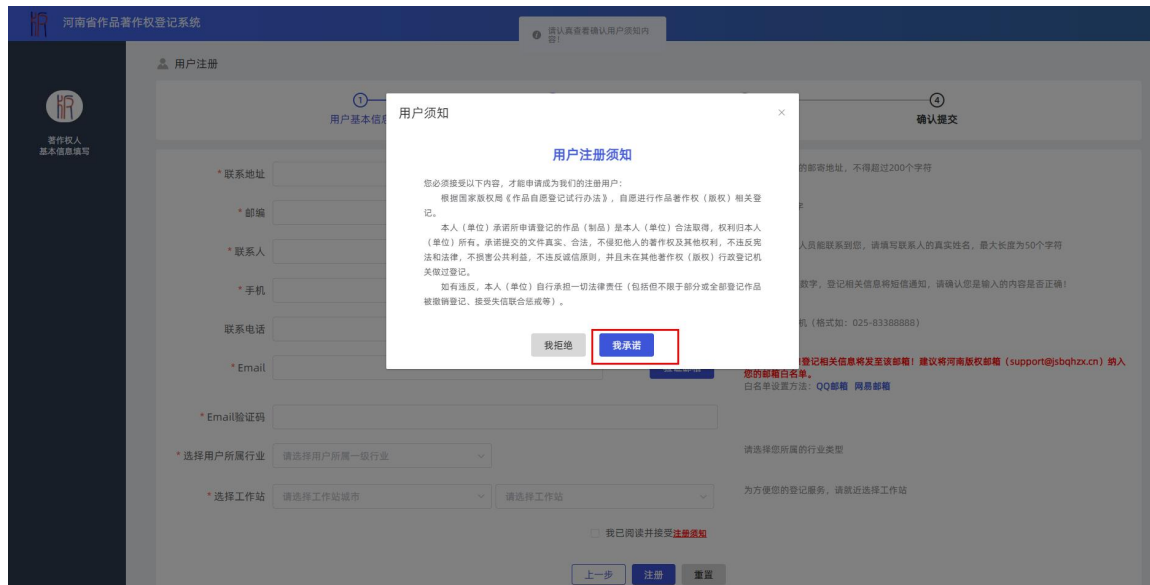 河南省作品著作权登记系统
请认真查看确认用户须知内
容!
用户注册
著作权人
基本信息填写
1
用户基本信息
4
确认提交
用户须知
用户注册须知
您必须接受以下内容，才能申请成为我们的注册用户：
根据国家版权局《作品自愿登记试行办法》，自愿进行作品著作权（版权）相关登
记。
本人（单位）承诺所申请登记的作品（制品）是本人（单位）合法取得，权利归本人
（单位）所有。承诺提交的文件真实、合法，不侵犯他人的著作权及其他权利，不违反宪
法和法律，不损害公共利益，不违反诚信原则，并且未在其他著作权（版权）行政登记机
关做过登记。
如有违反，本人（单位）自行承担一切法律责任（包括但不限于部分或全部登记作品
被撤销登记、接受失信联合惩戒等）。
我拒绝
我承诺
* 联系地址
的邮寄地址，不得超过200个字符
* 邮编
* 联系人
人员能联系到您，请填写联系人的真实姓名，最大长度为50个字符
* 手机
数字，登记相关信息将短信通知，请确认您是输入的内容是否正确！
联系电话
机（格式如：025-83388888）
* Email
登记相关信息将发至该邮箱！建议将河南版权邮箱（support@jsbqhzx.cn）纳入
您的邮箱白名单。
白名单设置方法：QQ邮箱 网易邮箱
* Email验证码
* 选择用户所属行业 请选择用户所属一级行业
请选择您所属的行业类型
* 选择工作站 请选择工作站城市 请选择工作站
为方便您的登记服务，请就近选择工作站
我已阅读并接受注册须知
上一步 注册 重置